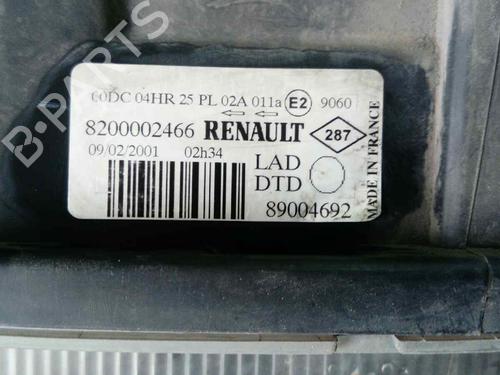 00DC 04HR 25 PL 02A 011a E2 9060
8200002466 RENAULT 287
09/02/2001 02h34 LAD
DTD
89004692
MADE IN FRANCE
B-PARTS